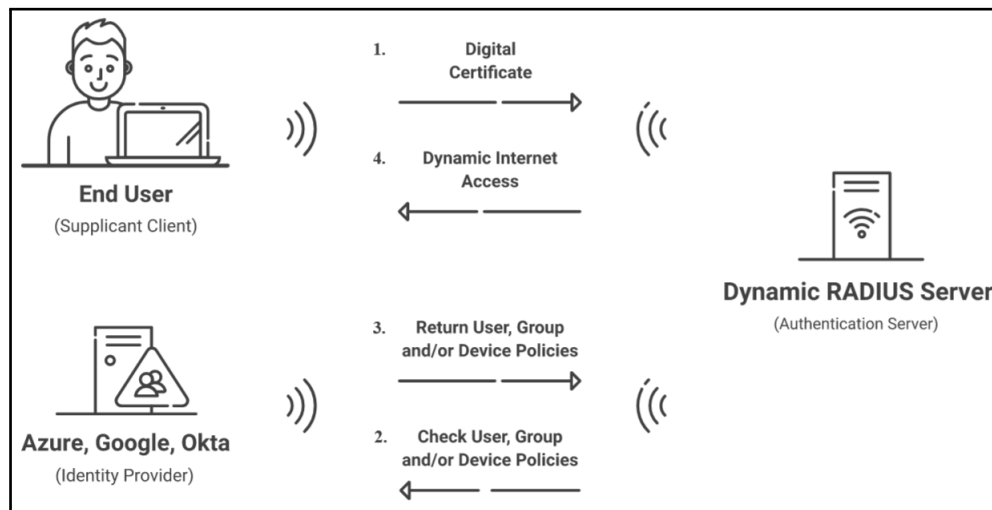 1. Digital
Certificate
4. Dynamic Internet
Access
End User
(Supplicant Client)
Dynamic RADIUS Server
(Authentication Server)
3. Return User, Group
and/or Device Policies
2. Check User, Group
and/or Device Policies
Azure, Google, Okta
(Identity Provider)